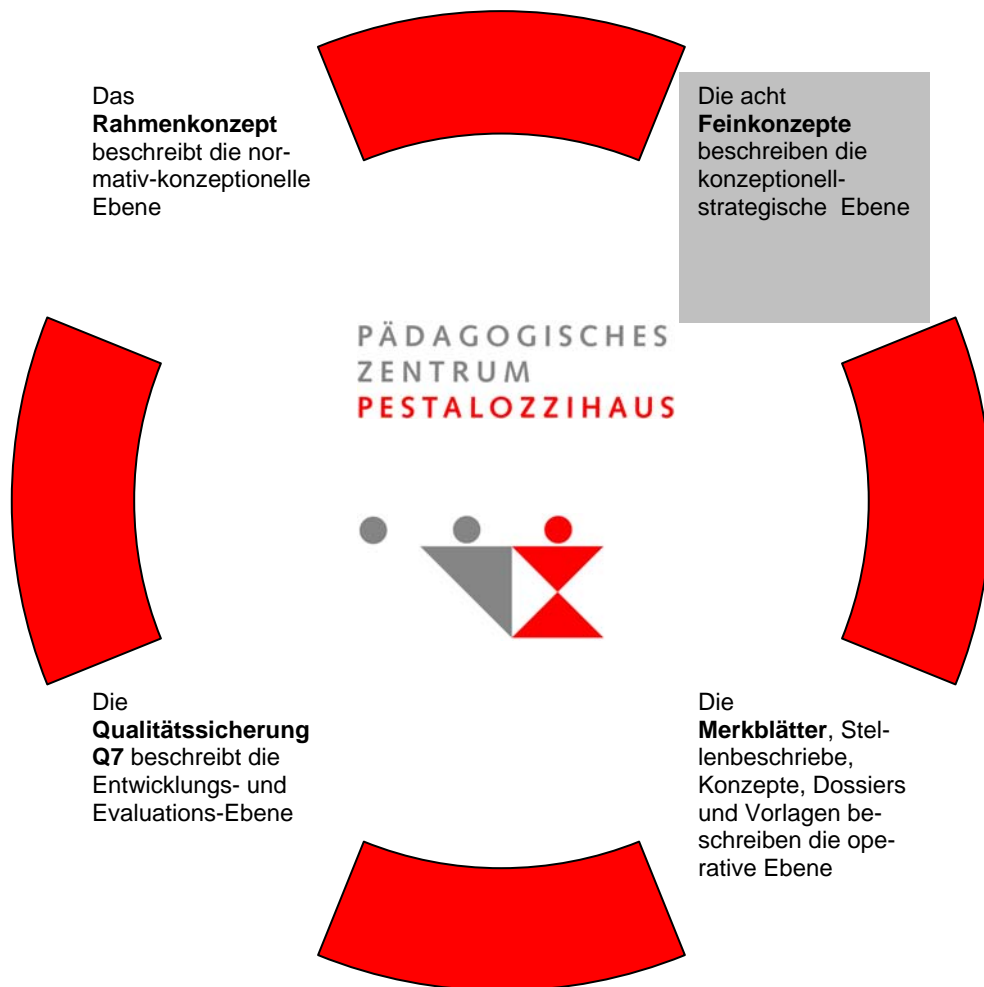 Das
Rahmenkonzept
beschreibt die nor-
mativ-konzeptionelle
Ebene
Die acht
Feinkonzepte
beschreiben die
konzeptionell-
strategische Ebene
PÄDAGOGISCHES
ZENTRUM
PESTALOZZIHAUS
Die
Qualitätssicherung
Q7 beschreibt die
Entwicklungs- und
Evaluations-Ebene
Die
Merkblätter, Stel-
lenbeschriebe,
Konzepte, Dossiers
und Vorlagen be-
schreiben die ope-
rative Ebene